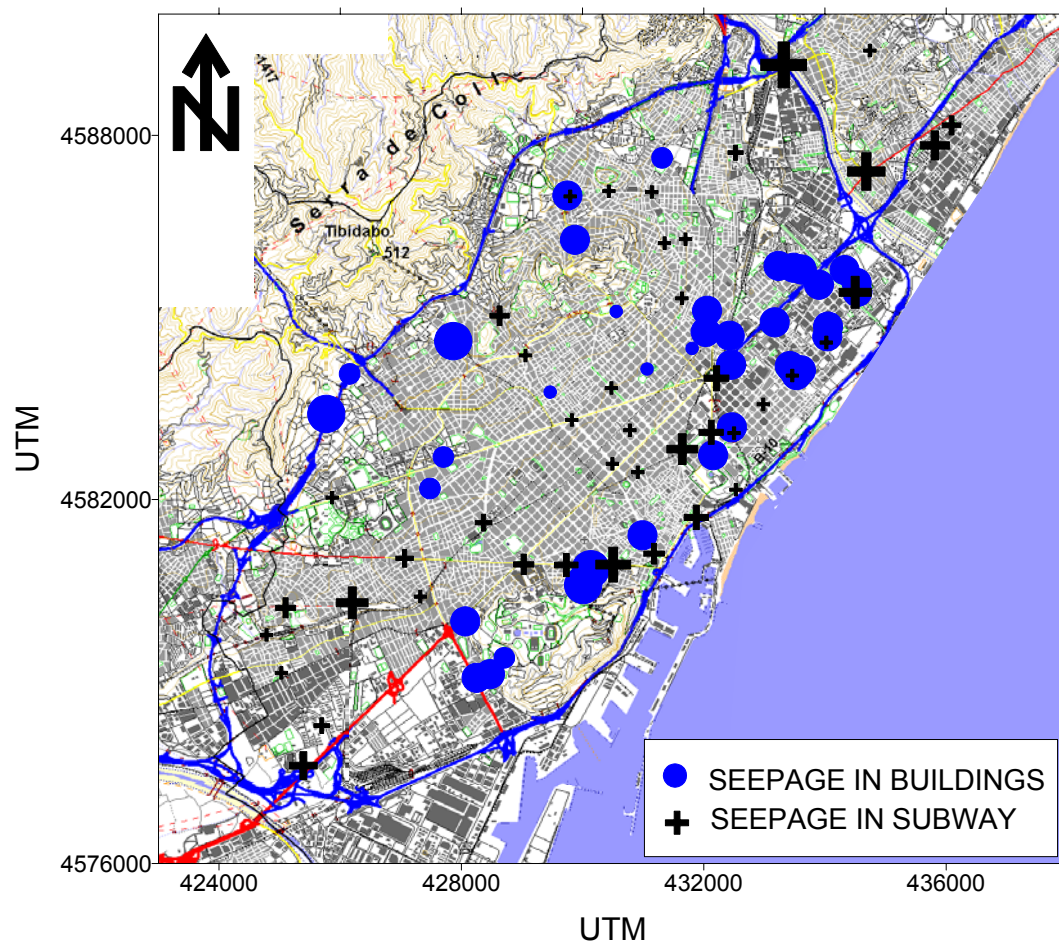 N
1417
Serra de Coll
Tibidabo
512
4588000
4582000
4576000
UTM
B-10
SEEPAGE IN BUILDINGS
SEEPAGE IN SUBWAY
424000 428000 432000 436000
UTM